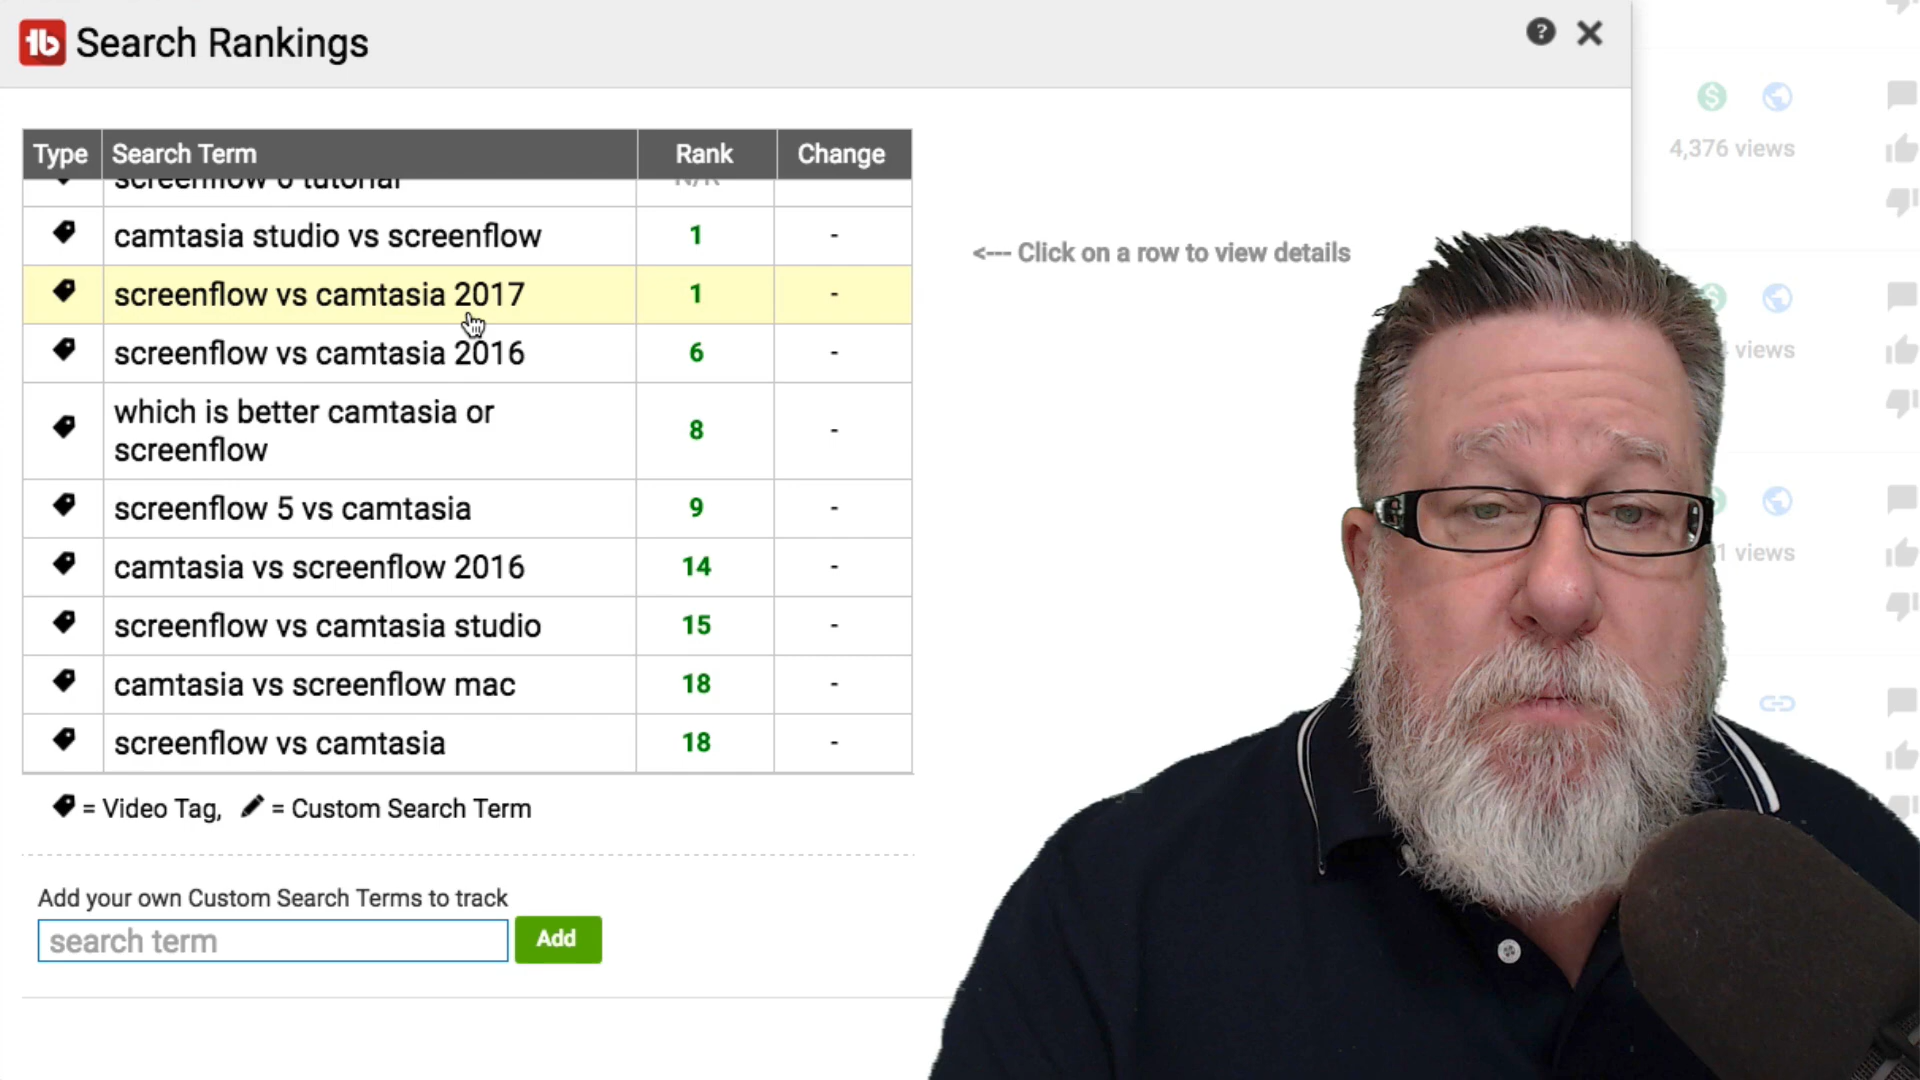 tb Search Rankings
Type Search Term Rank Change
screenflow 6 tutorial N/R
camtasia studio vs screenflow 1 -
screenflow vs camtasia 2017 1 -
screenflow vs camtasia 2016 6 -
which is better camtasia or
screenflow 8 -
screenflow 5 vs camtasia 9 -
camtasia vs screenflow 2016 14 -
screenflow vs camtasia studio 15 -
camtasia vs screenflow mac 18 -
screenflow vs camtasia 18 -
= Video Tag, = Custom Search Term
Add your own Custom Search Terms to track
search term Add
<--- Click on a row to view details
4,376 views
views
views